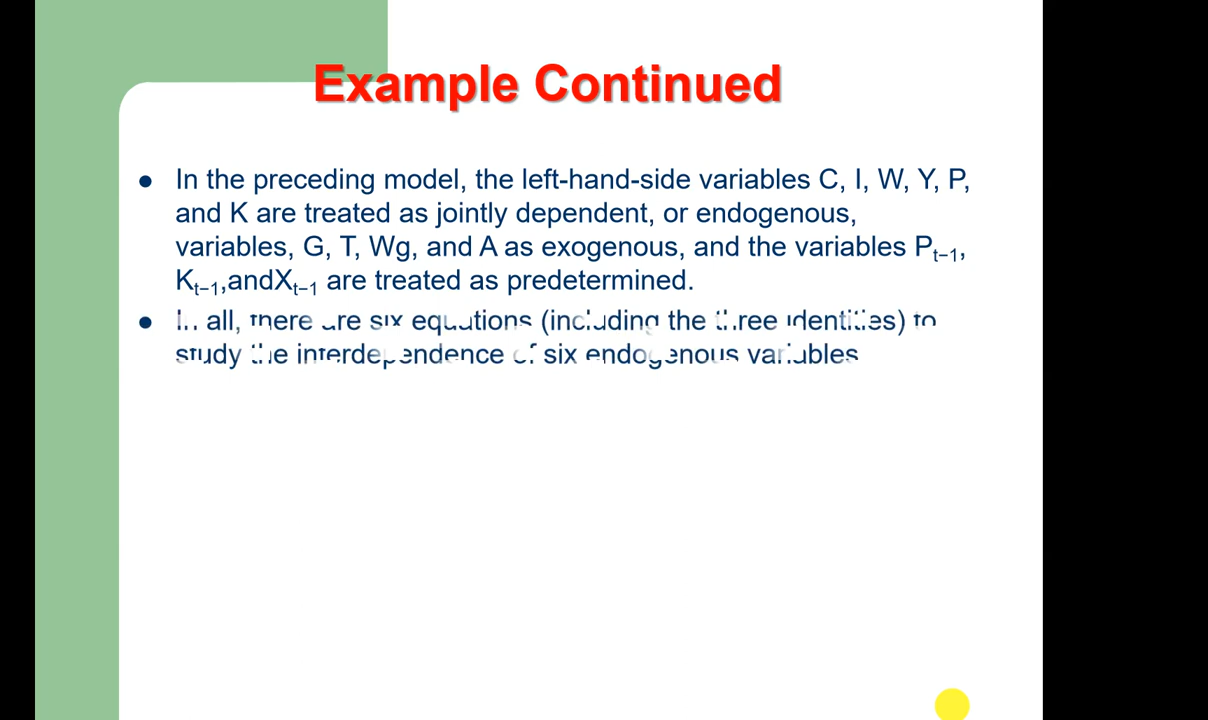 Example Continued
● In the preceding model, the left-hand-side variables C, I, W, Y, P,
and K are treated as jointly dependent, or endogenous,
variables, G, T, Wg, and A as exogenous, and the variables Pt−1,
Kt−1,andXt−1 are treated as predetermined.
● In all, there are six equations (including the three identities) to
study the interdependence of six endogenous variables